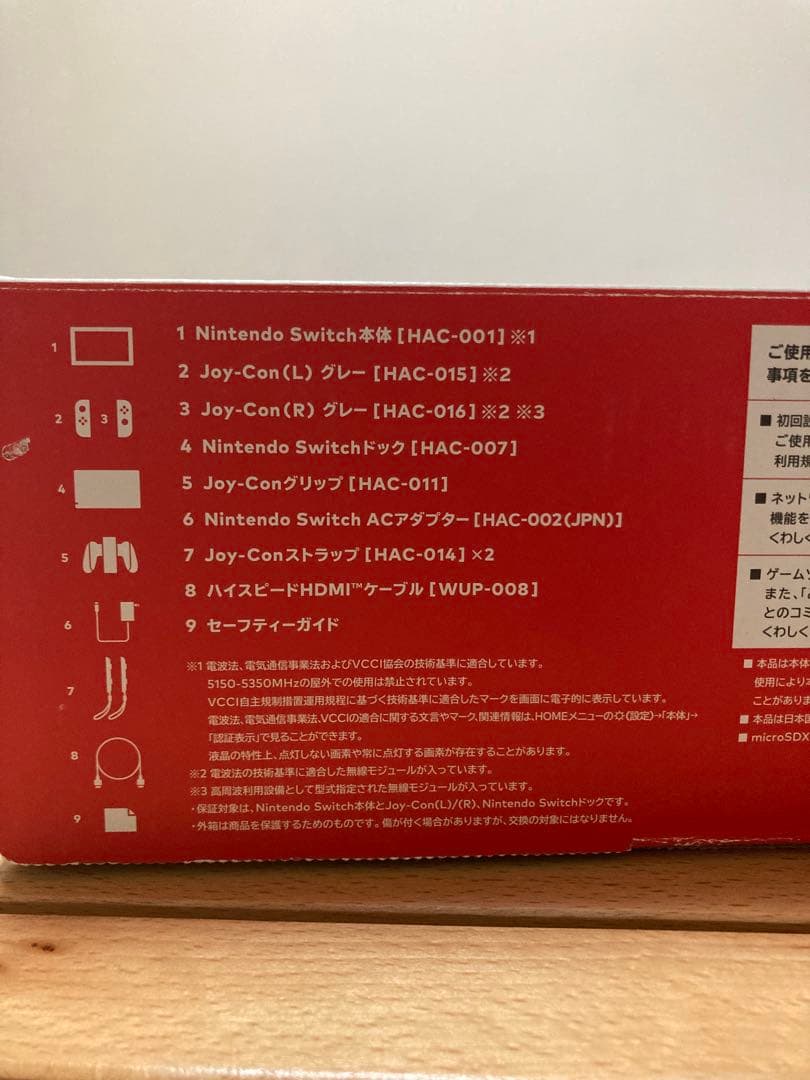 1 Nintendo Switch本体[HAC-001]※1
2 Joy-Con(L) グレー[HAC-015]※2
3 Joy-Con(R) グレー[HAC-016]※2 ※3
4 Nintendo Switchドック[HAC-007]
5 Joy-Conグリップ[HAC-011]
6 Nintendo Switch ACアダプター[HAC-002(JPN)]
7 Joy-Conストラップ[HAC-014]×2
8 ハイスピードHDMI™ケーブル[WUP-008]
9 セーフティーガイド
1
2
3
4
5
6
7
8
9
※1 電波法、電気通信事業法およびVCCI協会の技術基準に適合しています。
5150-5350MHzの屋外での使用は禁止されています。
VCCI自主規制措置運用規程に基づく技術基準に適合したマークを画面に電子的に表示しています。
電波法、電気通信事業法、VCCIの適合に関する文言やマーク、関連情報は、HOMEメニューの(設定)→「本体」→
「認証表示」で見ることができます。
液晶の特性上、点灯しない画素や常に点灯する画素が存在することがあります。
※2 電波法の技術基準に適合した無線モジュールが入っています。
※3 高周波利用設備として型式指定された無線モジュールが入っています。
・保証対象は、Nintendo Switch本体とJoy-Con(L)/(R)、Nintendo Switchドックです。
・外箱は商品を保護するためのものです。傷が付く場合がありますが、交換の対象にはなりません。
ご使用
事項を
■ 初回設
ご使用
利用規
■ ネット
機能を
くわしく
■ ゲームソ
また、「よ
とのコミ
くわしく
■ 本品は本体
使用により本
ことがありま
■ 本品は日本国
■ microSDX